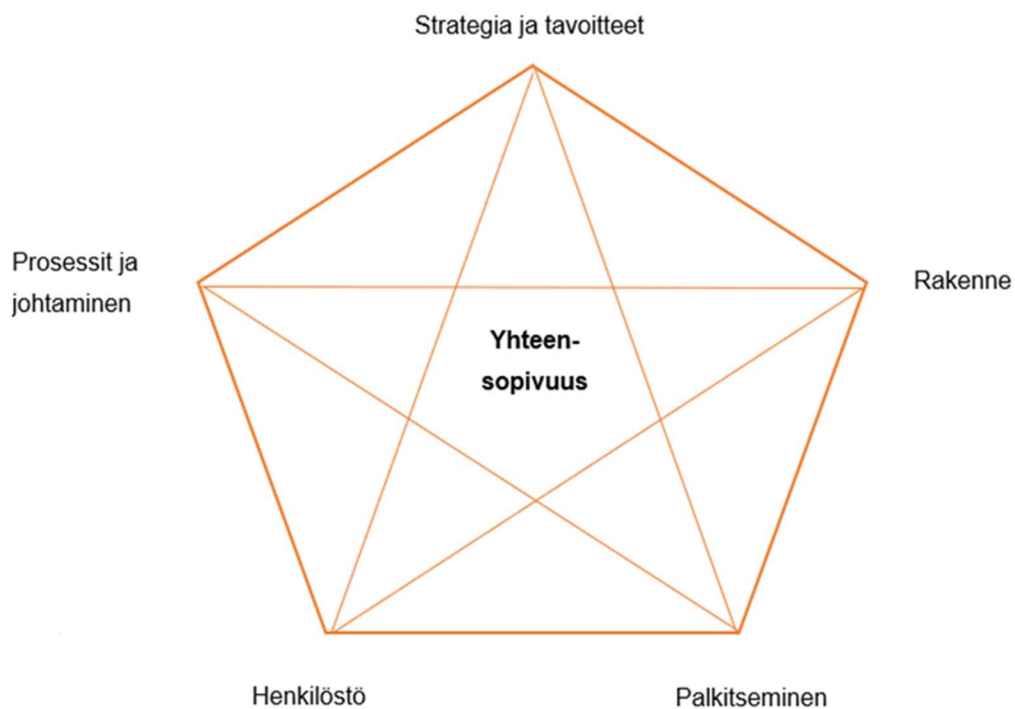 Strategia ja tavoitteet
Prosessit ja
johtaminen
Rakenne
Yhteen-
sopivuus
Henkilöstö
Palkitseminen